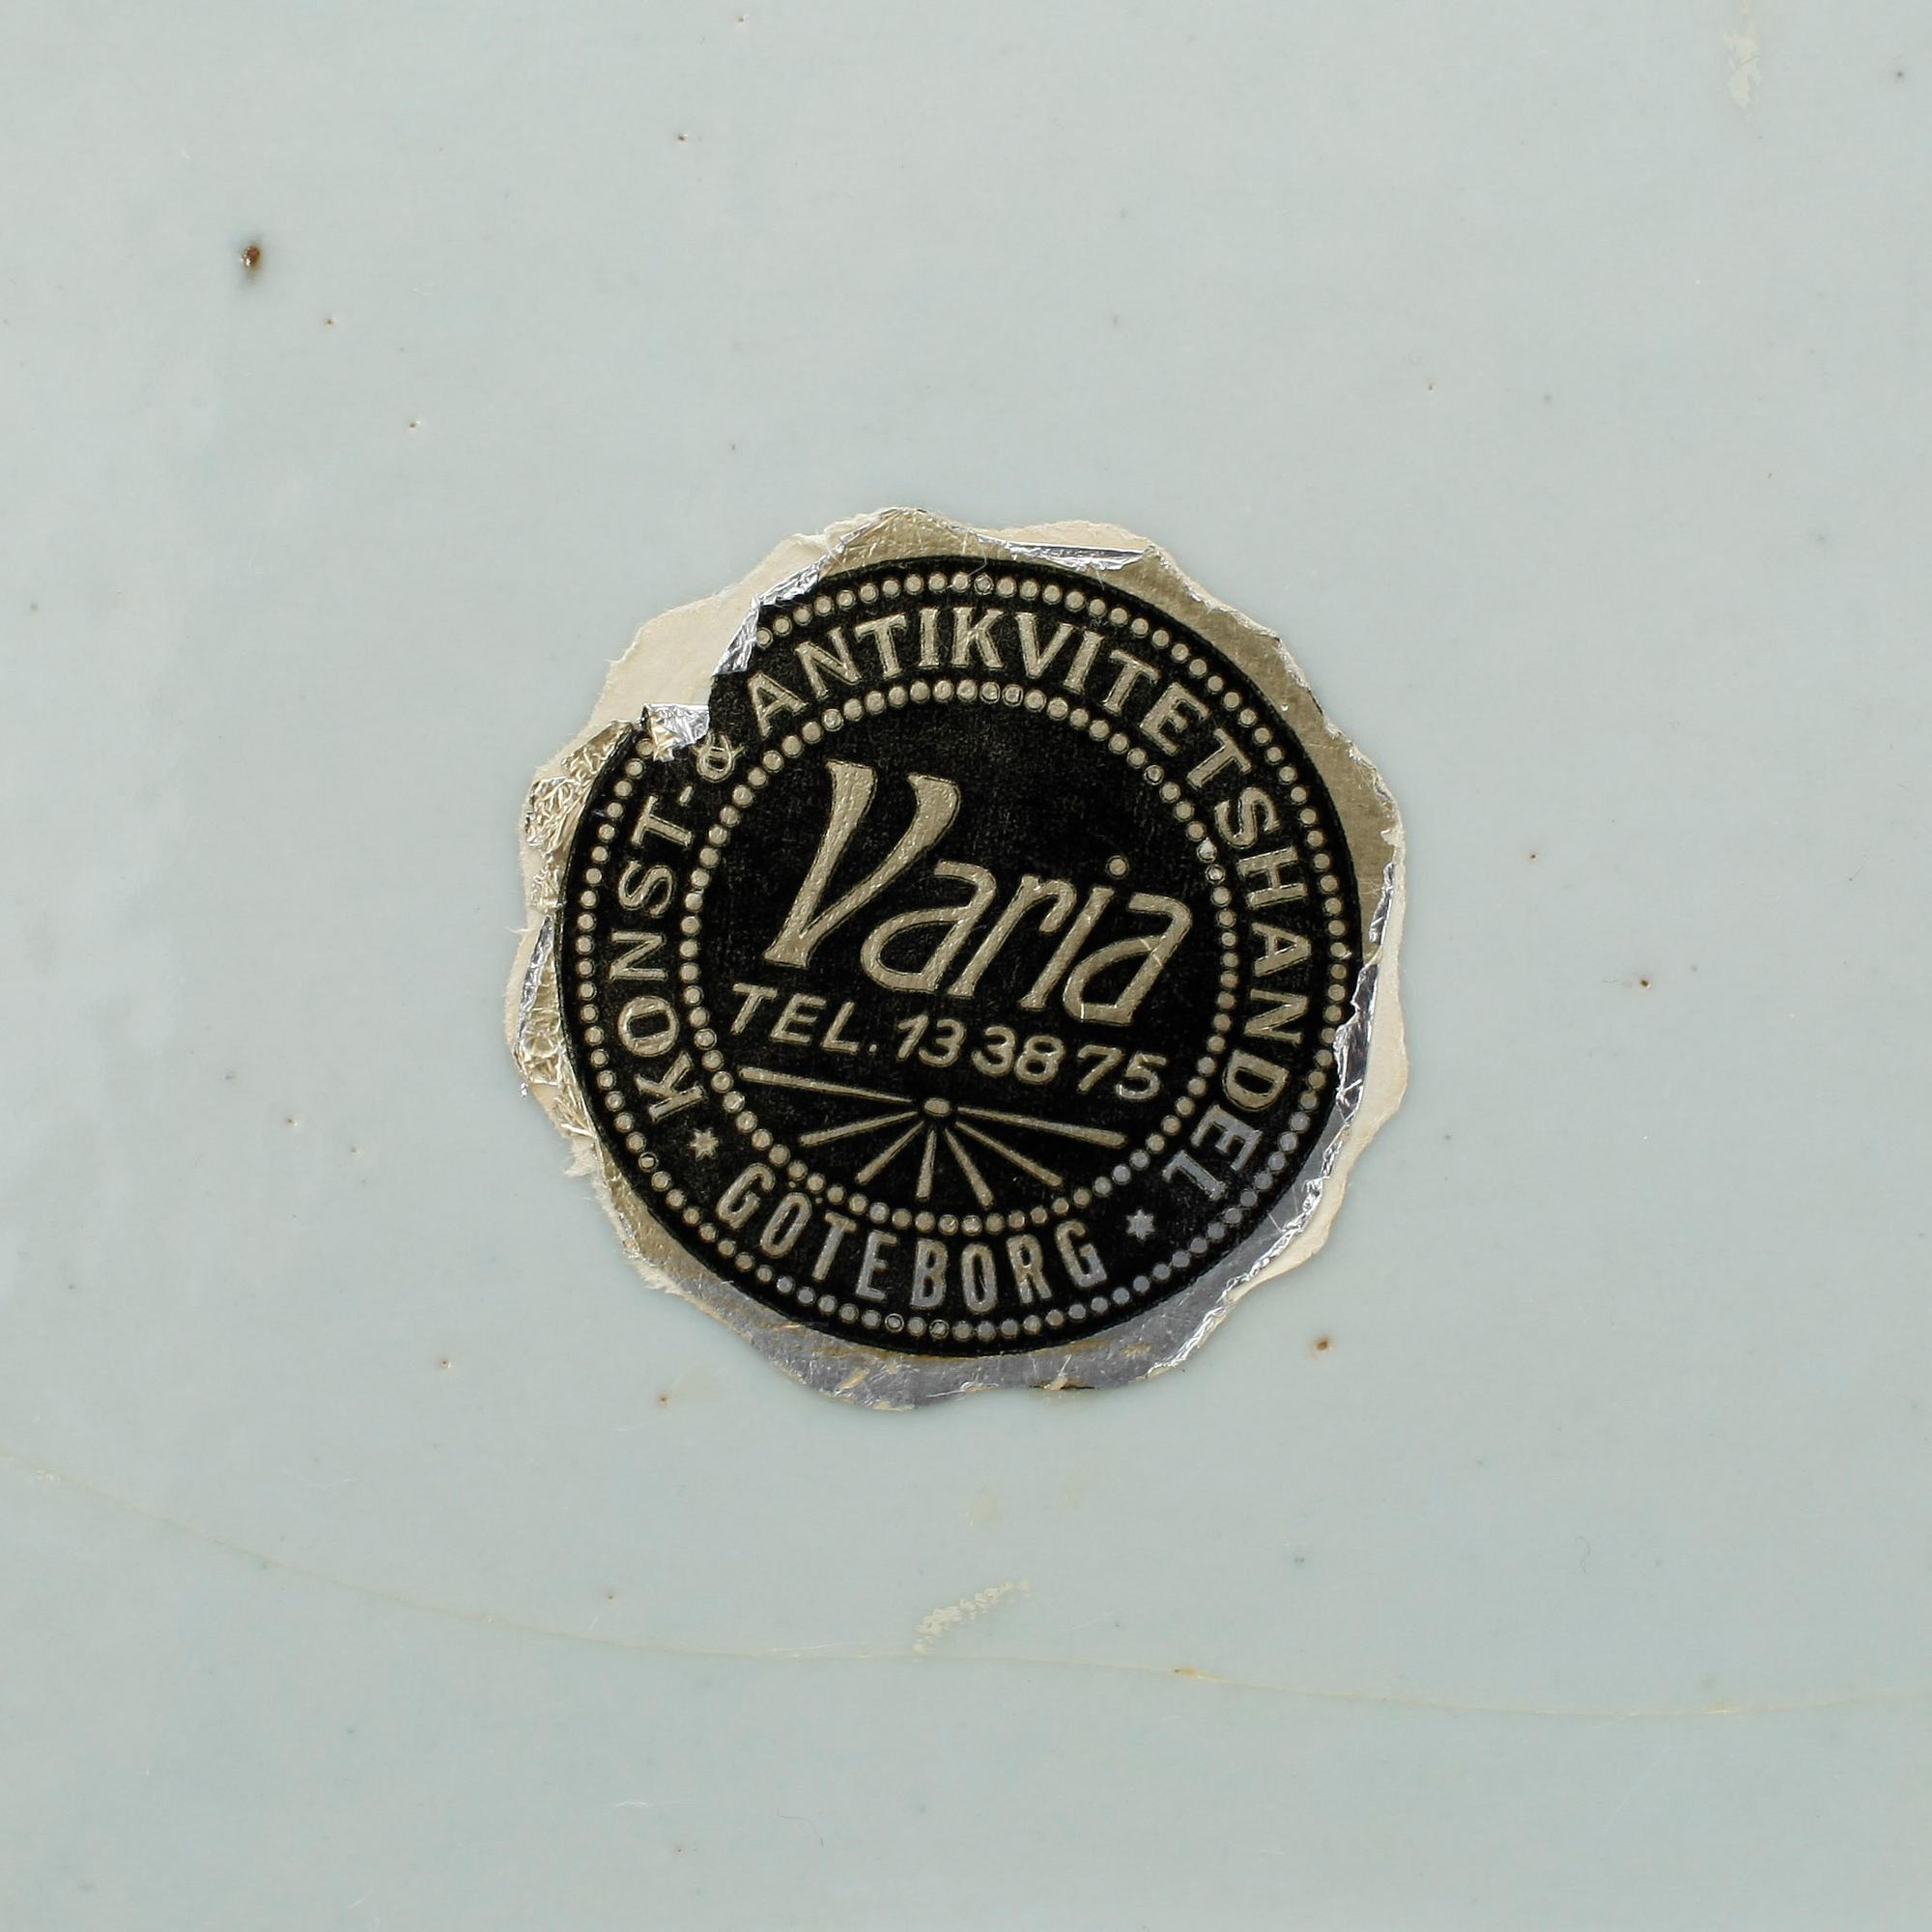 KONST- & ANTIKVITETSHANDEL
Varia
TEL. 13 38 75
GÖTEBORG